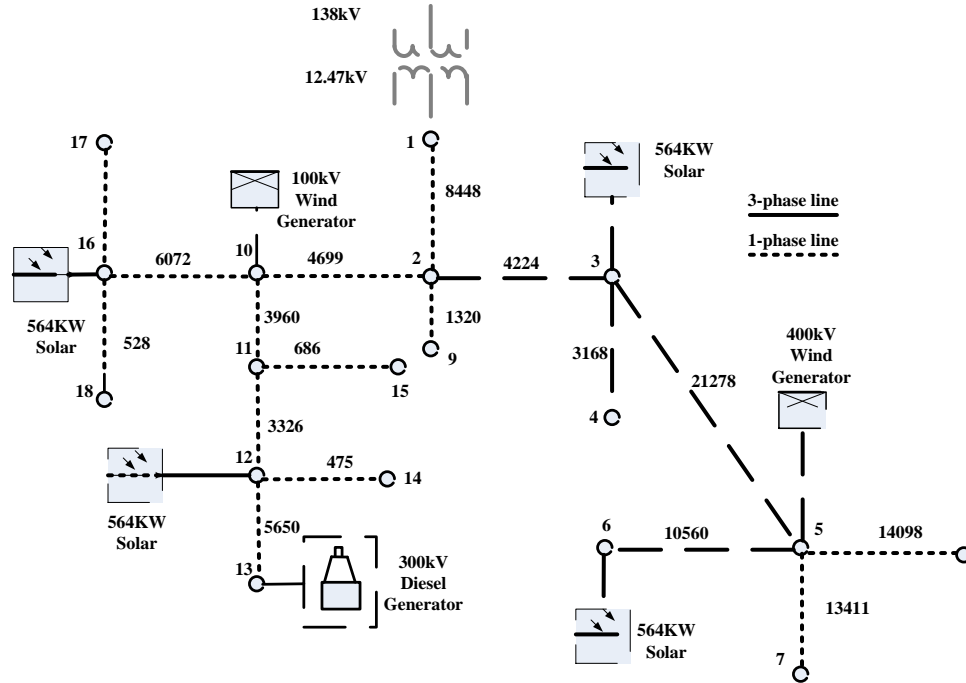 138kV
12.47kV
1
17
8448
564KW
Solar
100kV
Wind
Generator
3-phase line
1-phase line
16
10
6072
4699
2
4224
3
564KW
Solar
528
3960
1320
9
11
686
15
3168
4
21278
400kV
Wind
Generator
18
3326
12
475
14
564KW
Solar
5650
13
300kV
Diesel
Generator
6
10560
5
14098
13411
564KW
Solar
7